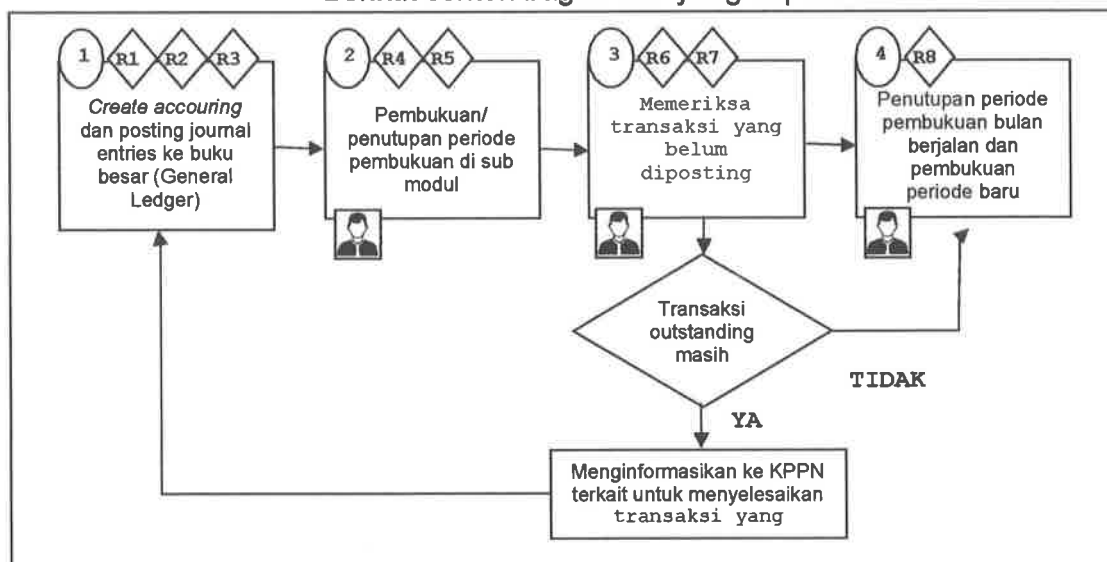 1 R1 R2 R3
Create accouring
dan posting journal
entries ke buku
besar (General
Ledger)
2 R4 R5
Pembukuan/
penutupan periode
pembukuan di sub
modul
3 R6 R7
Memeriksa
transaksi yang
belum
diposting
4 R8
Penutupan periode
pembukuan bulan
berjalan dan
pembukuan
periode baru
Transaksi
outstanding
masih
TIDAK
YA
Menginformasikan ke KPPN
terkait untuk menyelesaikan
transaksi yang